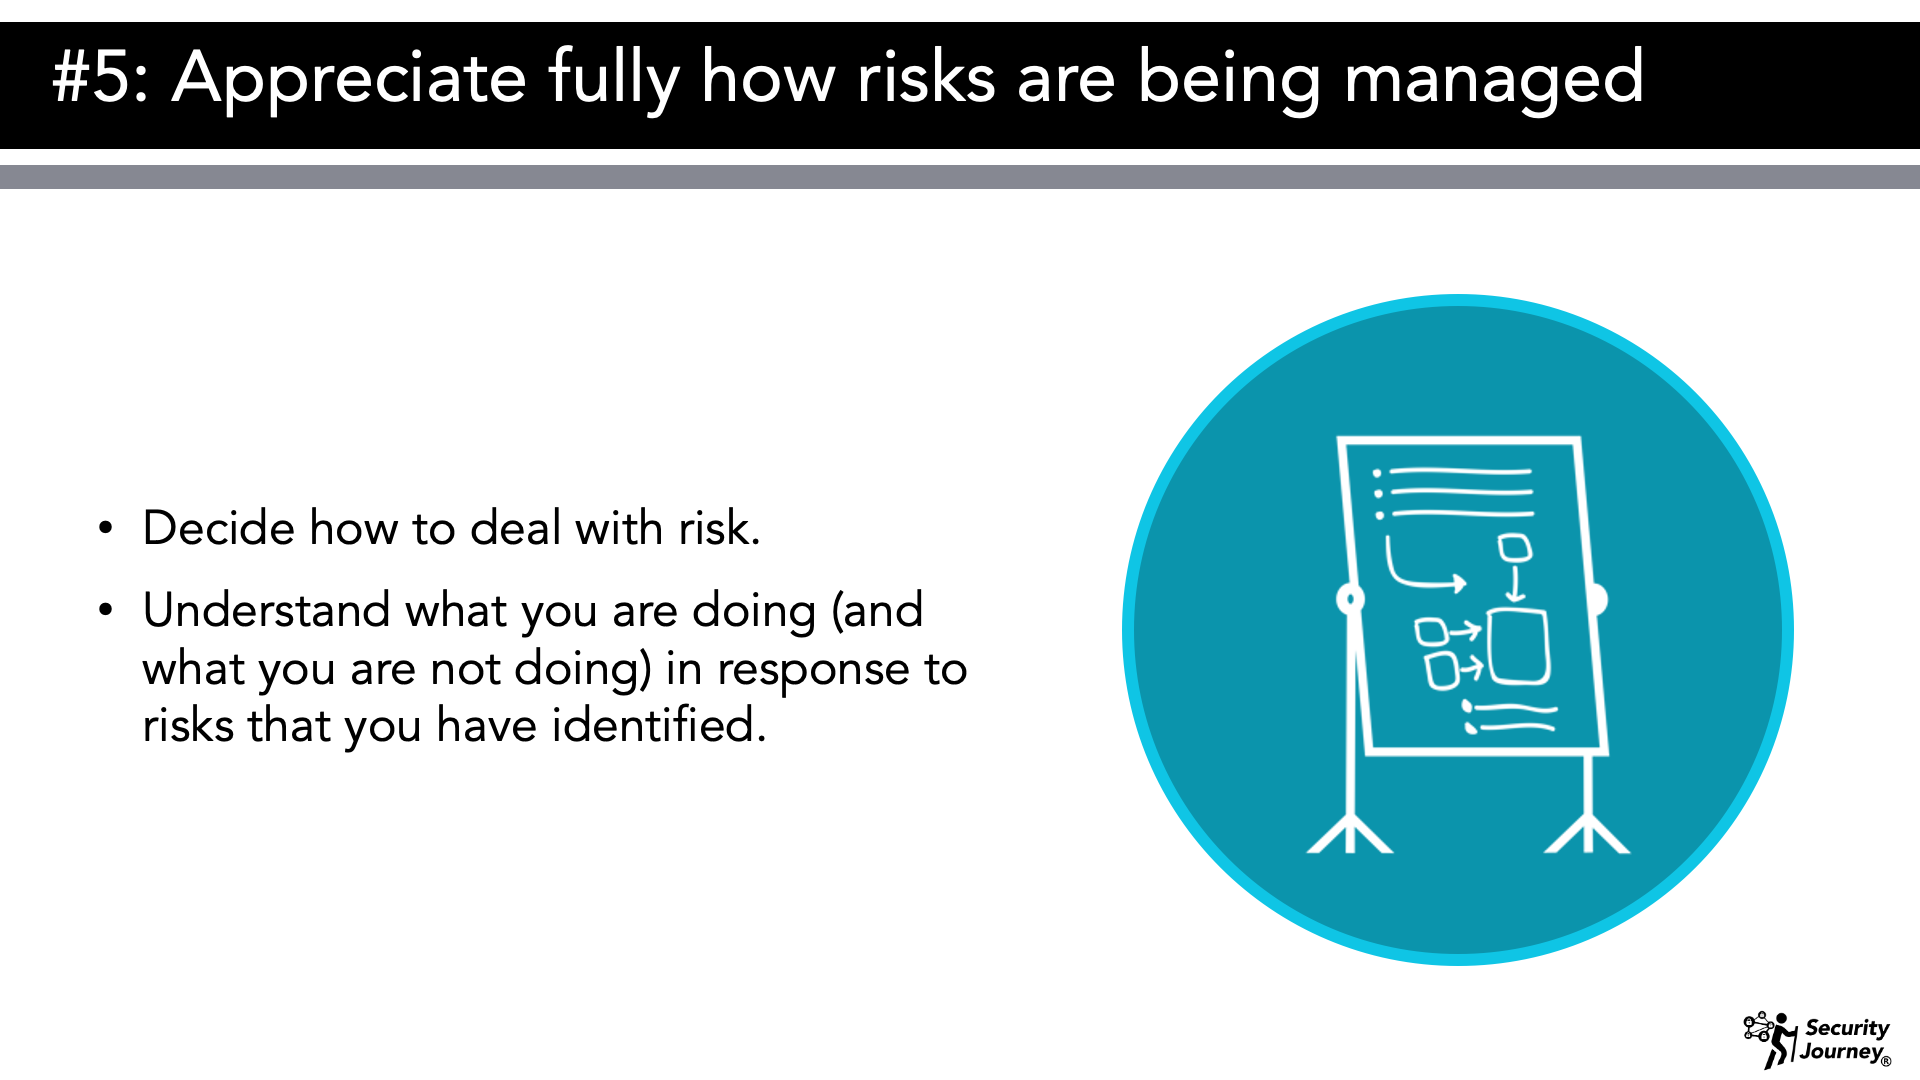 #5: Appreciate fully how risks are being managed
• Decide how to deal with risk.
• Understand what you are doing (and
what you are not doing) in response to
risks that you have identified.
Security
Journey®